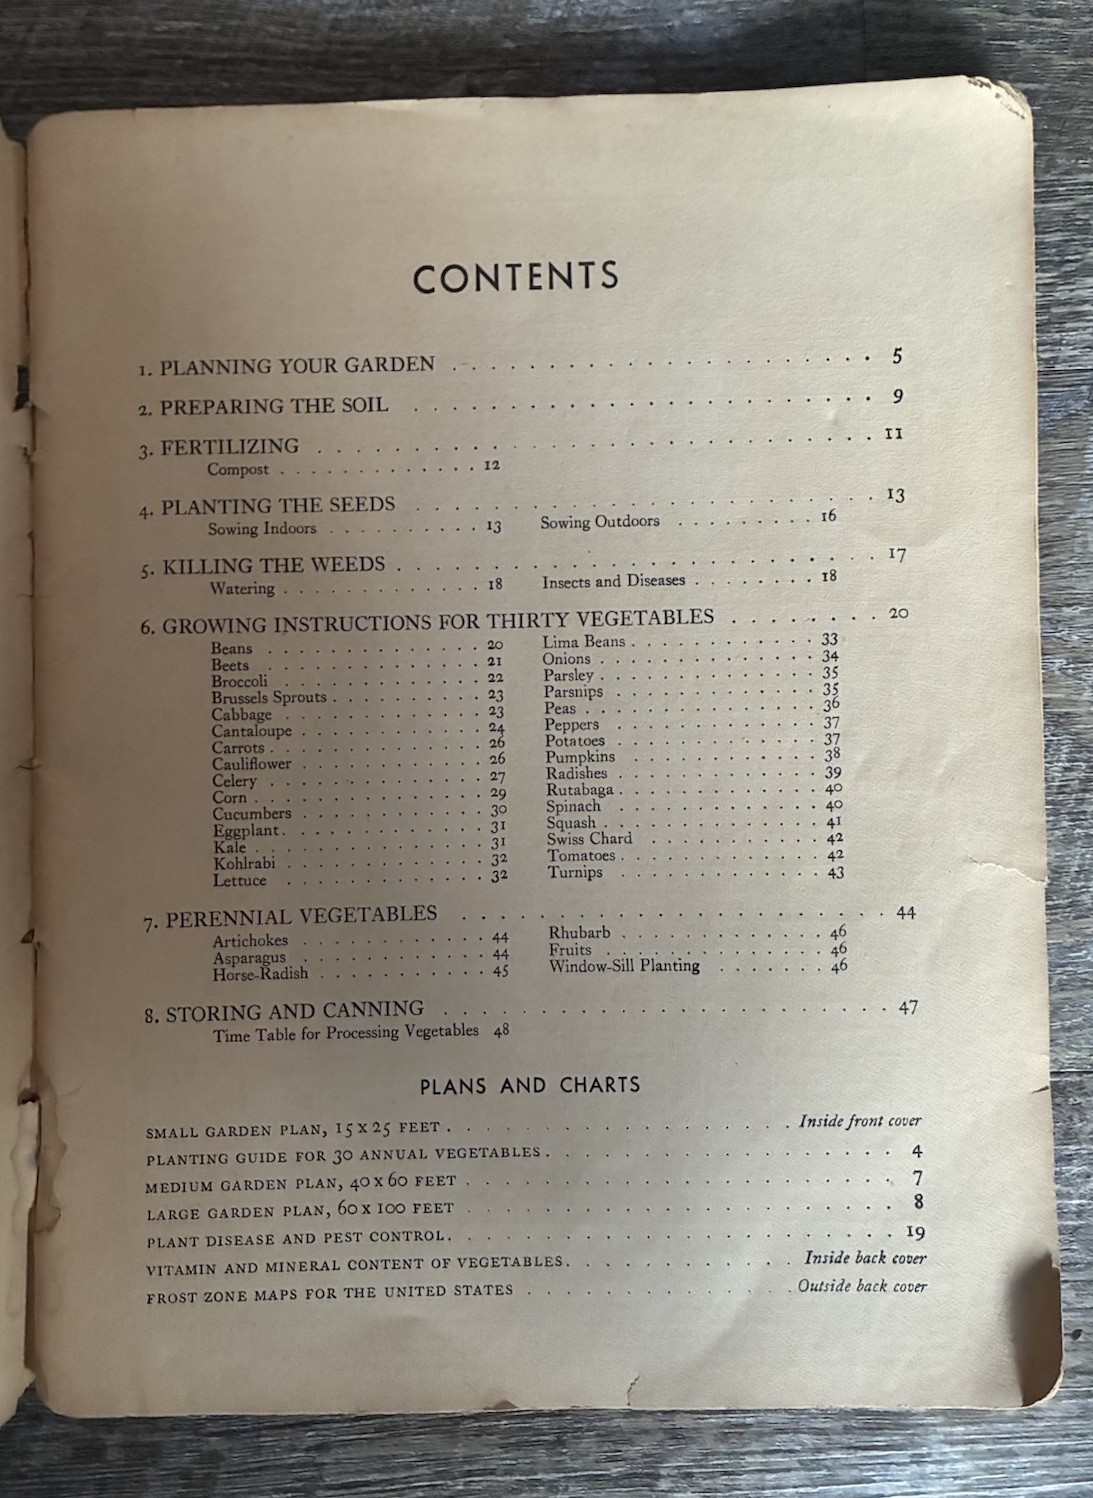 CONTENTS
1. PLANNING YOUR GARDEN . . . . . . . . . . . . . . . . . . . . 5
2. PREPARING THE SOIL . . . . . . . . . . . . . . . . . . . . 9
3. FERTILIZING . . . . . . . . . . . . . . . . . . . . 11
Compost . . . . . . . . . . . . 12
4. PLANTING THE SEEDS . . . . . . . . . . . . . . . . . . . . 13
Sowing Indoors . . . . . . . . . . 13 Sowing Outdoors . . . . . . . . . 16
5. KILLING THE WEEDS . . . . . . . . . . . . . . . . . . . . 17
Watering . . . . . . . . . . . . 18 Insects and Diseases . . . . . . . . 18
6. GROWING INSTRUCTIONS FOR THIRTY VEGETABLES . . . . . . . . 20
Beans . . . . . . . . . . . . 20
Beets . . . . . . . . . . . . 21
Broccoli . . . . . . . . . . . . 22
Brussels Sprouts . . . . . . . . . . 23
Cabbage . . . . . . . . . . . . 23
Cantaloupe . . . . . . . . . . . . 24
Carrots . . . . . . . . . . . . 26
Cauliflower . . . . . . . . . . . . 26
Celery . . . . . . . . . . . . 27
Corn . . . . . . . . . . . . 29
Cucumbers . . . . . . . . . . . . 30
Eggplant . . . . . . . . . . . . 31
Kale . . . . . . . . . . . . 31
Kohlrabi . . . . . . . . . . . . 32
Lettuce . . . . . . . . . . . . 32
Lima Beans . . . . . . . . . . . . 33
Onions . . . . . . . . . . . . 34
Parsley . . . . . . . . . . . . 35
Parsnips . . . . . . . . . . . . 35
Peas . . . . . . . . . . . . 36
Peppers . . . . . . . . . . . . 37
Potatoes . . . . . . . . . . . . 37
Pumpkins . . . . . . . . . . . . 38
Radishes . . . . . . . . . . . . 39
Rutabaga . . . . . . . . . . . . 40
Spinach . . . . . . . . . . . . 40
Squash . . . . . . . . . . . . 41
Swiss Chard . . . . . . . . . . . 42
Tomatoes . . . . . . . . . . . . 42
Turnips . . . . . . . . . . . . 43
7. PERENNIAL VEGETABLES . . . . . . . . . . . . . . . . . . . . 44
Artichokes . . . . . . . . . . . . 44
Asparagus . . . . . . . . . . . . 44
Horse-Radish . . . . . . . . . . . 45
Rhubarb . . . . . . . . . . . . 46
Fruits . . . . . . . . . . . . 46
Window-Sill Planting . . . . . . . 46
8. STORING AND CANNING . . . . . . . . . . . . . . . . . . . . 47
Time Table for Processing Vegetables 48
PLANS AND CHARTS
SMALL GARDEN PLAN, 15 X 25 FEET . . . . . . . . . . . . . . . . Inside front cover
PLANTING GUIDE FOR 30 ANNUAL VEGETABLES . . . . . . . . . . . . . . . . 4
MEDIUM GARDEN PLAN, 40 X 60 FEET . . . . . . . . . . . . . . . . 7
LARGE GARDEN PLAN, 60 X 100 FEET . . . . . . . . . . . . . . . . 8
PLANT DISEASE AND PEST CONTROL . . . . . . . . . . . . . . . . 19
VITAMIN AND MINERAL CONTENT OF VEGETABLES . . . . . . . . . . Inside back cover
FROST ZONE MAPS FOR THE UNITED STATES . . . . . . . . . . . . Outside back cover